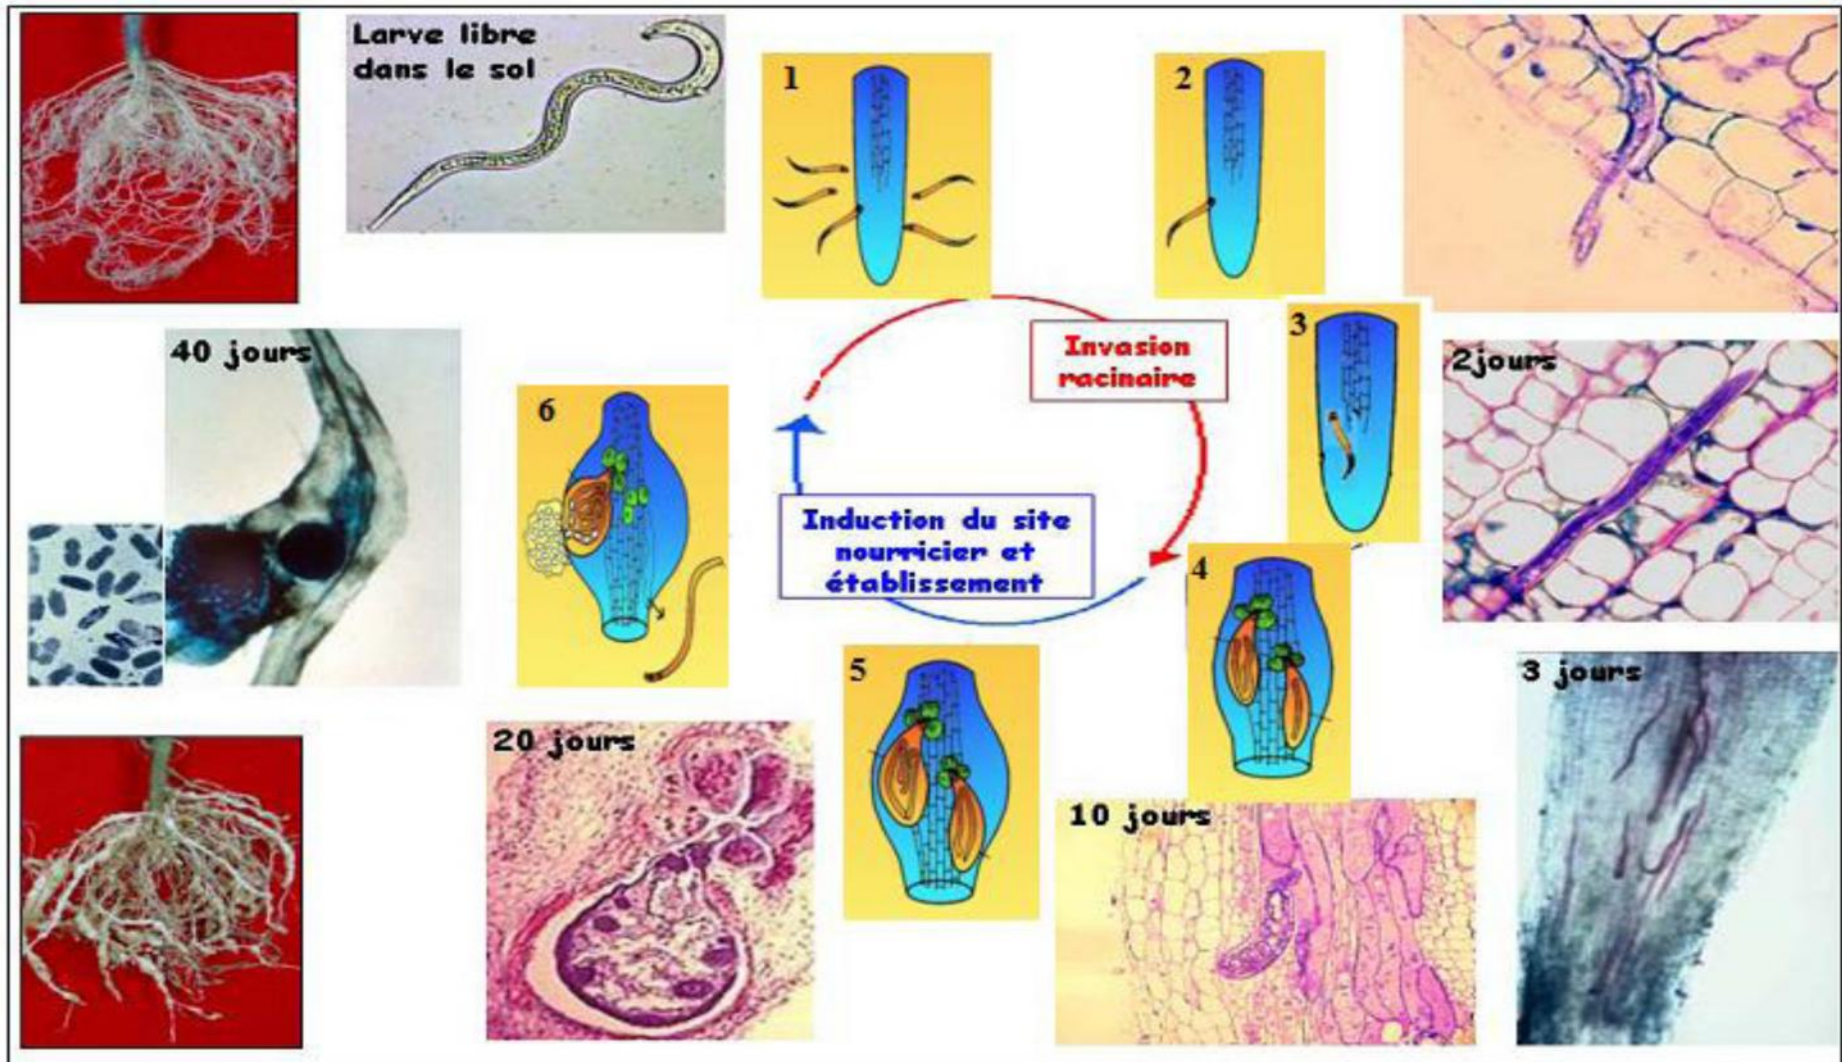 Larve libre
dans le sol
1
2
Invasion
racinaire
3
2jours
40 jours
6
Induction du site
nourricier et
établissement
4
5
3 jours
20 jours
10 jours